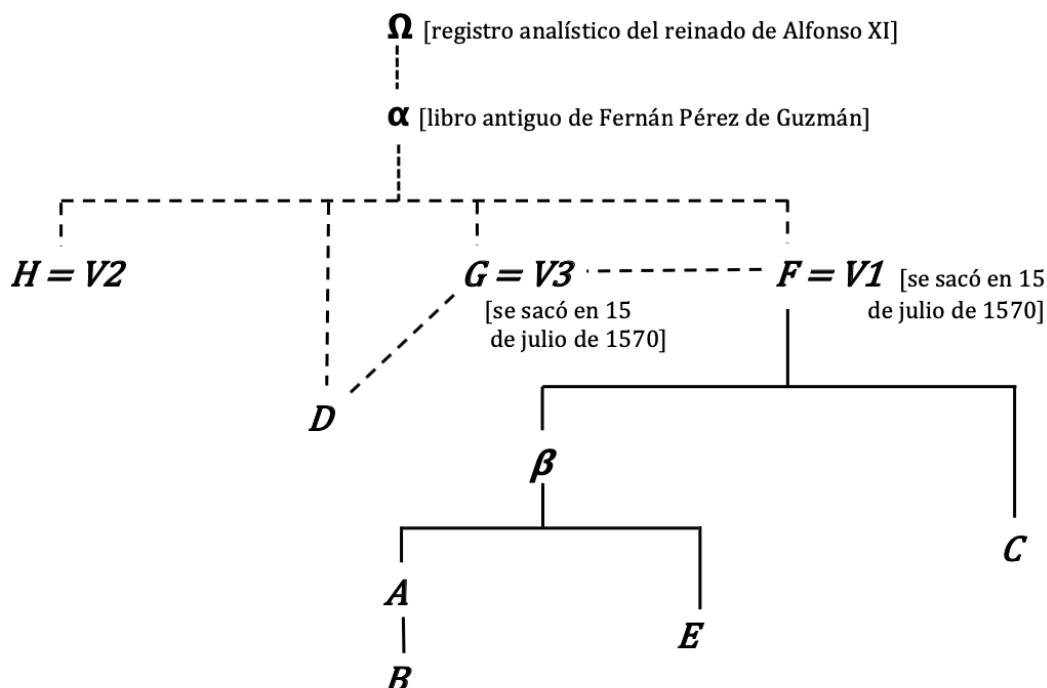 Ω [registro analístico del reinado de Alfonso XI]
α [libro antiguo de Fernán Pérez de Guzmán]
H = V2
G = V3
[se sacó en 15
de julio de 1570]
F = V1 [se sacó en 15
de julio de 1570]
D
β
C
A
E
B